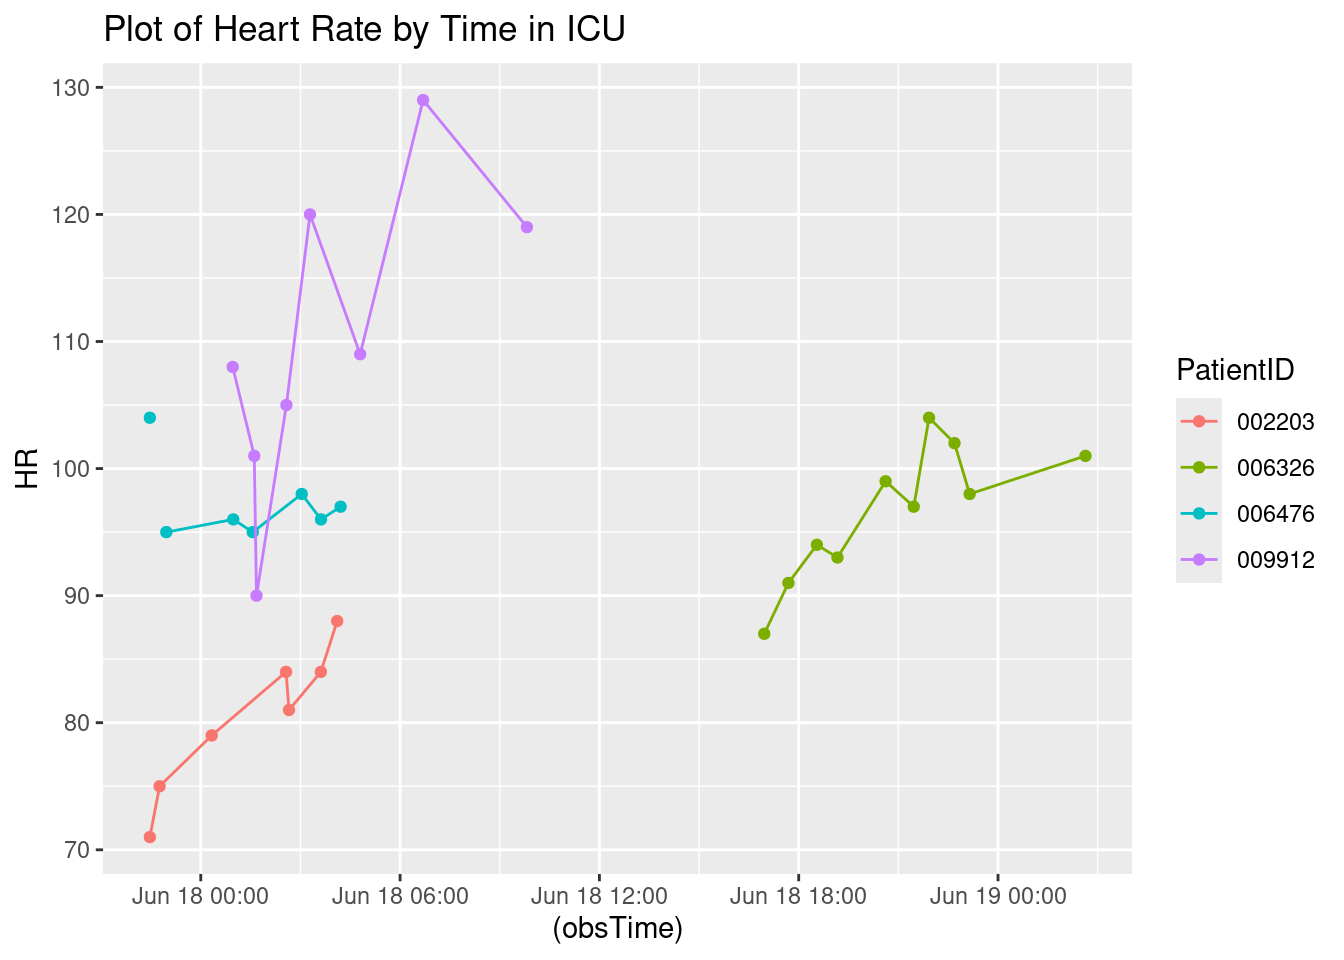 Plot of Heart Rate by Time in ICU
130
120
110
100
90
80
70
HR
Jun 18 00:00
Jun 18 06:00
Jun 18 12:00
Jun 18 18:00
Jun 19 00:00
(obsTime)
PatientID
002203
006326
006476
009912